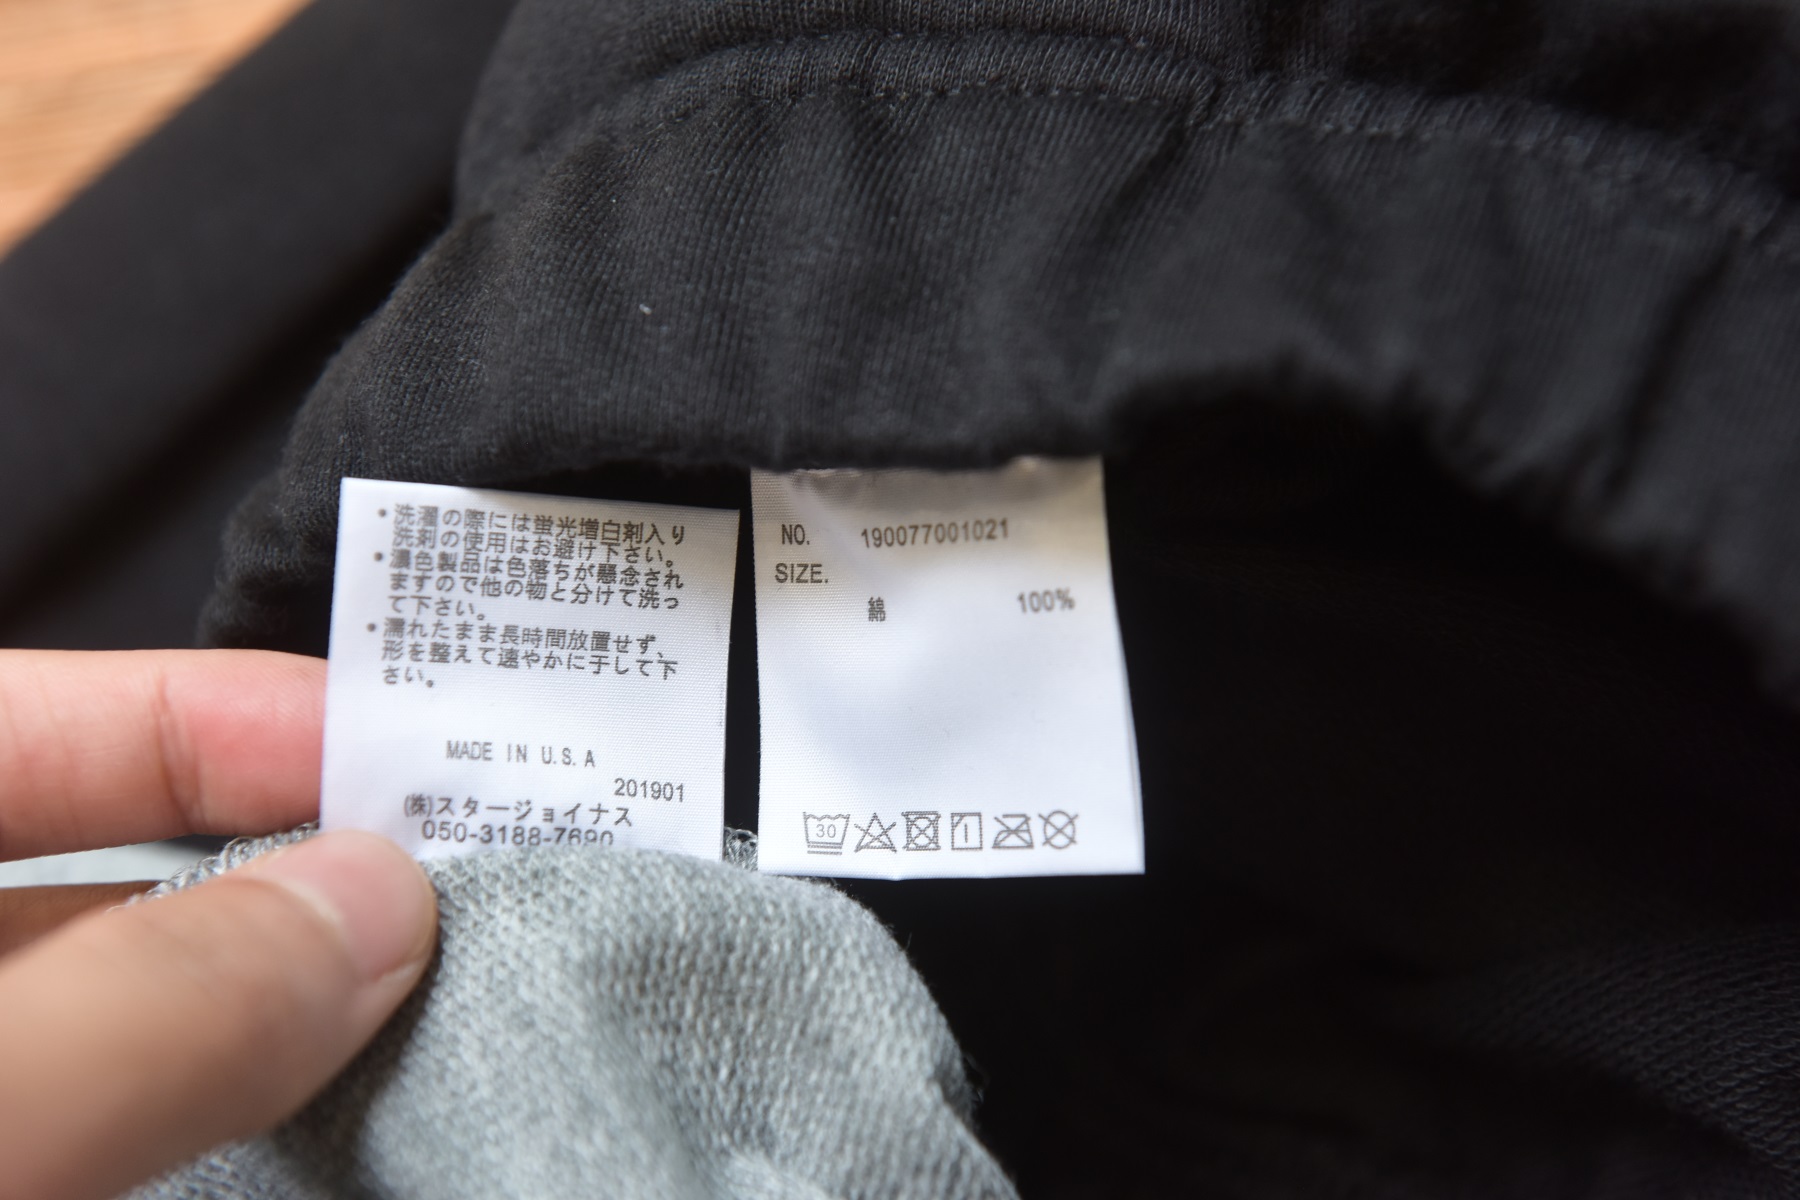 ・洗濯の際には蛍光増白剤入り
洗剤の使用はお避け下さい。
・濃色製品は色落ちが懸念され
ますので他の物と分けて洗っ
て下さい。
・濡れたまま長時間放置せず、
形を整えて速やかに干して下
さい。
MADE IN U.S.A
201901
(株)スタージョイナス
050-3188-7690
NO. 190077001021
SIZE.
綿 100%
30